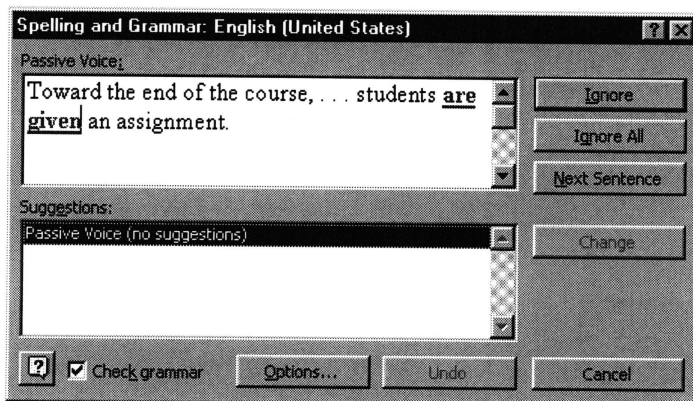 Spelling and Grammar: English (United States)
Passive Voice:
Toward the end of the course, . . . students are
given an assignment.
Ignore
Ignore All
Next Sentence
Suggestions:
Passive Voice (no suggestions)
Change
Check grammar
Options...
Undo
Cancel